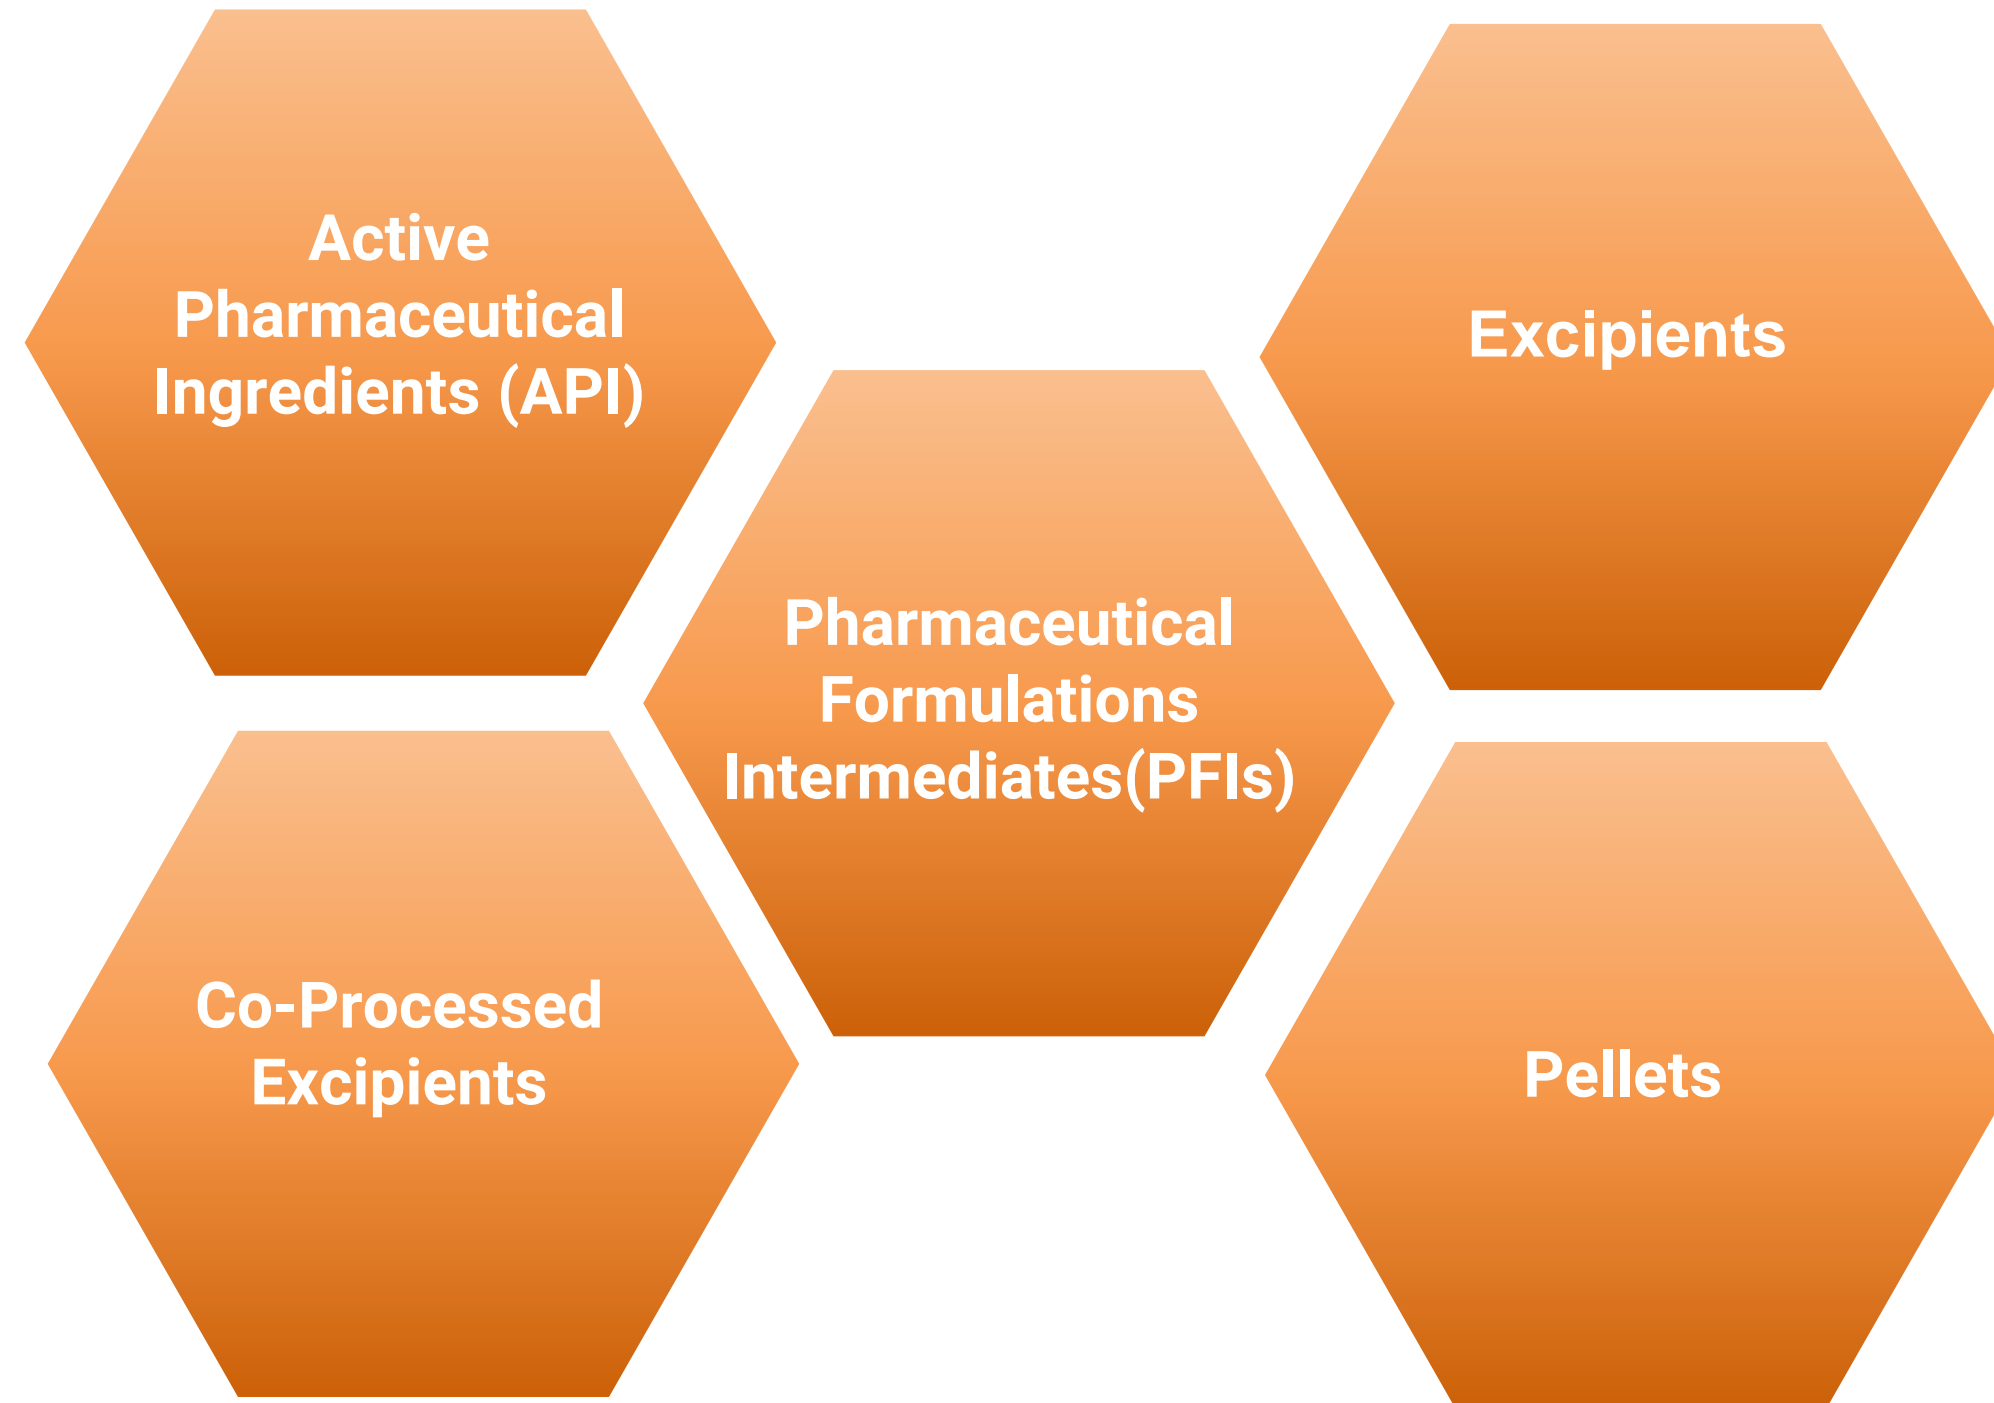 Active
Pharmaceutical
Ingredients (API)
Excipients
Pharmaceutical
Formulations
Intermediates(PFIs)
Co-Processed
Excipients
Pellets